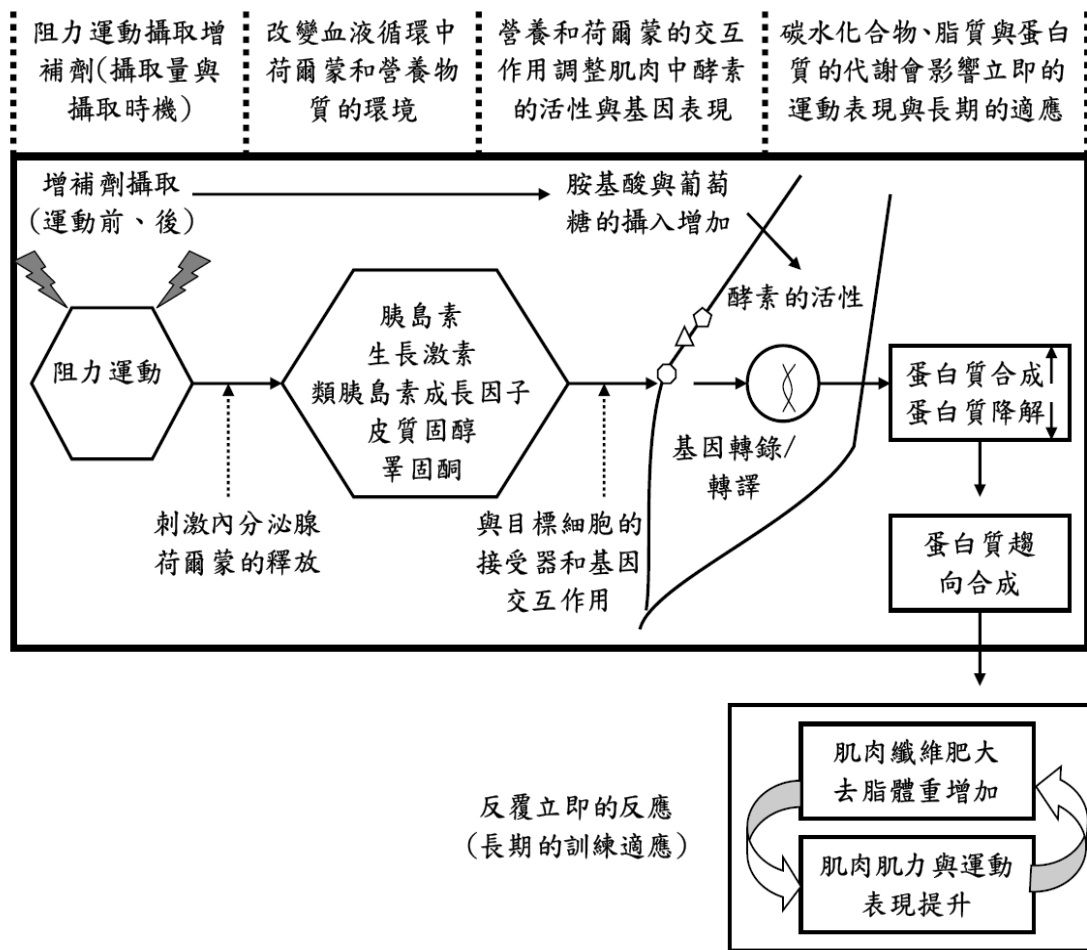 阻力運動攝取增
補劑(攝取量與
攝取時機)
改變血液循環中
荷爾蒙和營養物
質的環境
營養和荷爾蒙的交互
作用調整肌肉中酵素
的活性與基因表現
碳水化合物、脂質與蛋白
質的代謝會影響立即的
運動表現與長期的適應
增補劑攝取
(運動前、後)
胺基酸與葡萄
糖的攝入增加
酵素的活性
阻力運動
胰島素
生長激素
類胰島素成長因子
皮質固醇
睪固酮
基因轉錄/
轉譯
蛋白質合成
蛋白質降解
刺激內分泌腺
荷爾蒙的釋放
與目標細胞的
接受器和基因
交互作用
蛋白質趨
向合成
肌肉纖維肥大
去脂體重增加
反覆立即的反應
(長期的訓練適應)
肌肉肌力與運動
表現提升